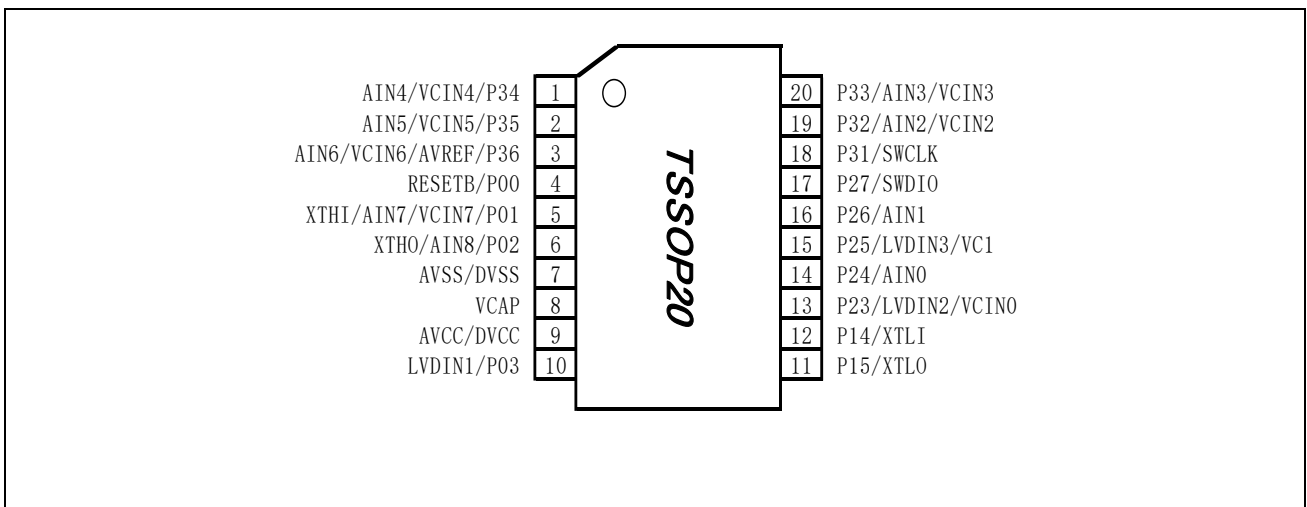 AIN4/VCIN4/P34 1
AIN5/VCIN5/P35 2
AIN6/VCIN6/AVREF/P36 3
RESETB/P00 4
XTHI/AIN7/VCIN7/P01 5
XTHO/AIN8/P02 6
AVSS/DVSS 7
VCAP 8
AVCC/DVCC 9
LVDIN1/P03 10
TSSOP20
20 P33/AIN3/VCIN3
19 P32/AIN2/VCIN2
18 P31/SWCLK
17 P27/SWDIO
16 P26/AIN1
15 P25/LVDIN3/VC1
14 P24/AIN0
13 P23/LVDIN2/VCIN0
12 P14/XTLI
11 P15/XTLO